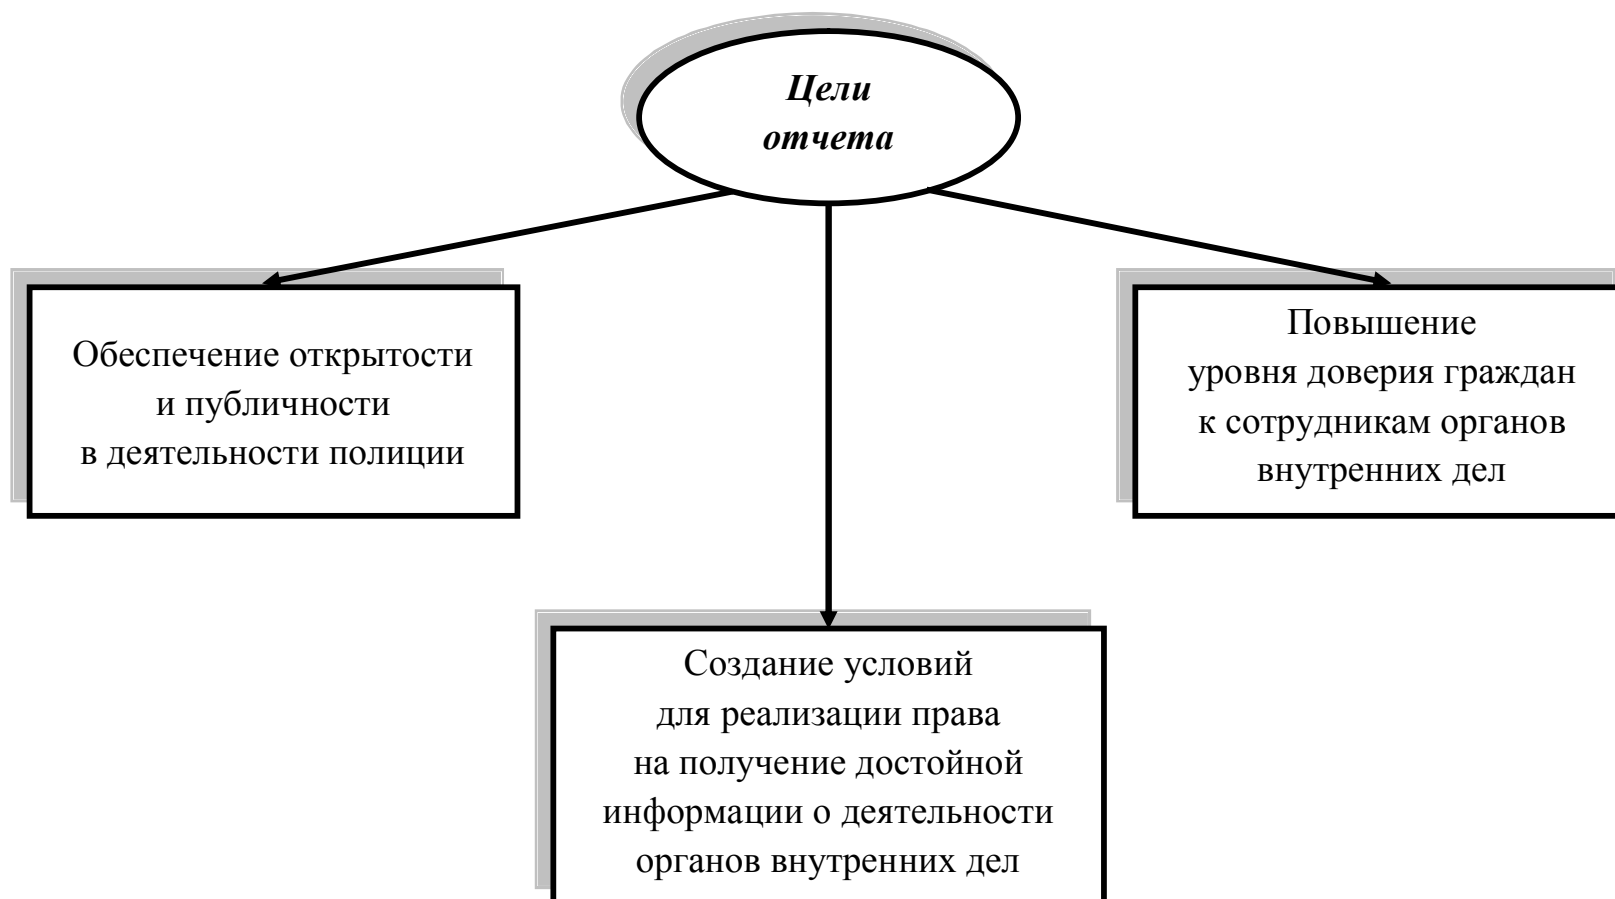 Цели
отчета
Обеспечение открытости
и публичности
в деятельности полиции
Повышение
уровня доверия граждан
к сотрудникам органов
внутренних дел
Создание условий
для реализации права
на получение достойной
информации о деятельности
органов внутренних дел